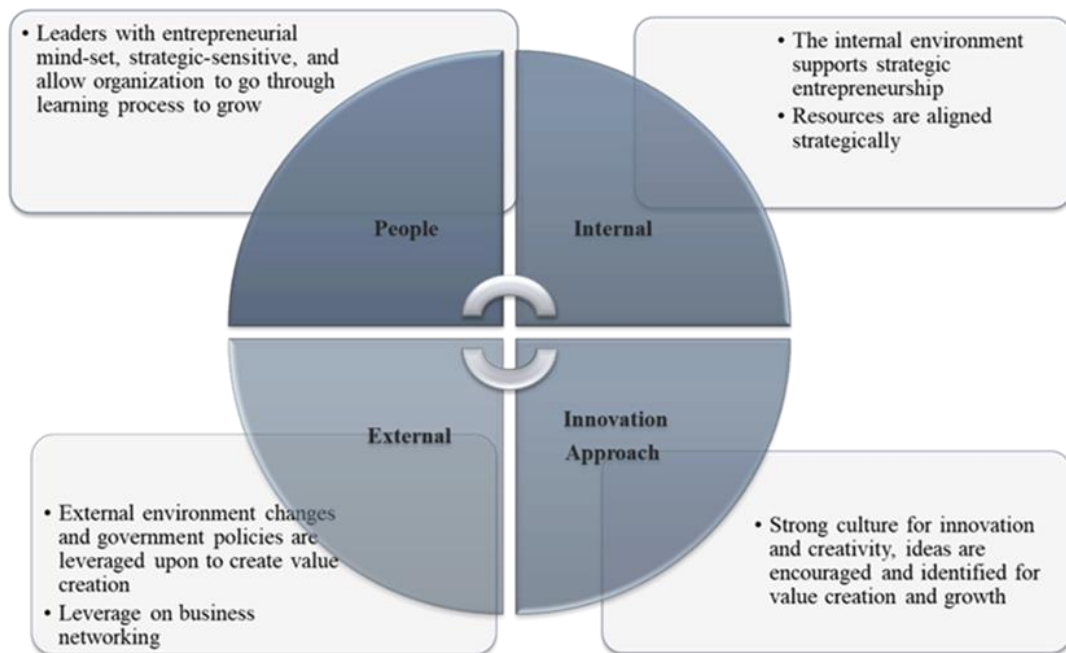 • Leaders with entrepreneurial
mind-set, strategic-sensitive, and
allow organization to go through
learning process to grow
• The internal environment
supports strategic
entrepreneurship
• Resources are aligned
strategically
People
Internal
External
Innovation
Approach
• External environment changes
and government policies are
leveraged upon to create value
creation
• Leverage on business
networking
• Strong culture for innovation
and creativity, ideas are
encouraged and identified for
value creation and growth